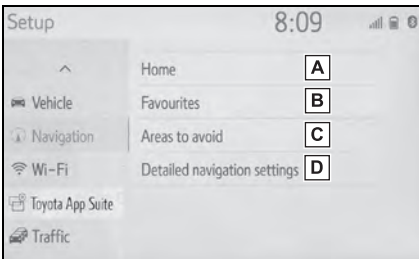 Setup 8:09
Home A
Vehicle Favourites B
Navigation Areas to avoid C
Wi-Fi Detailed navigation settings D
Toyota App Suite
Traffic